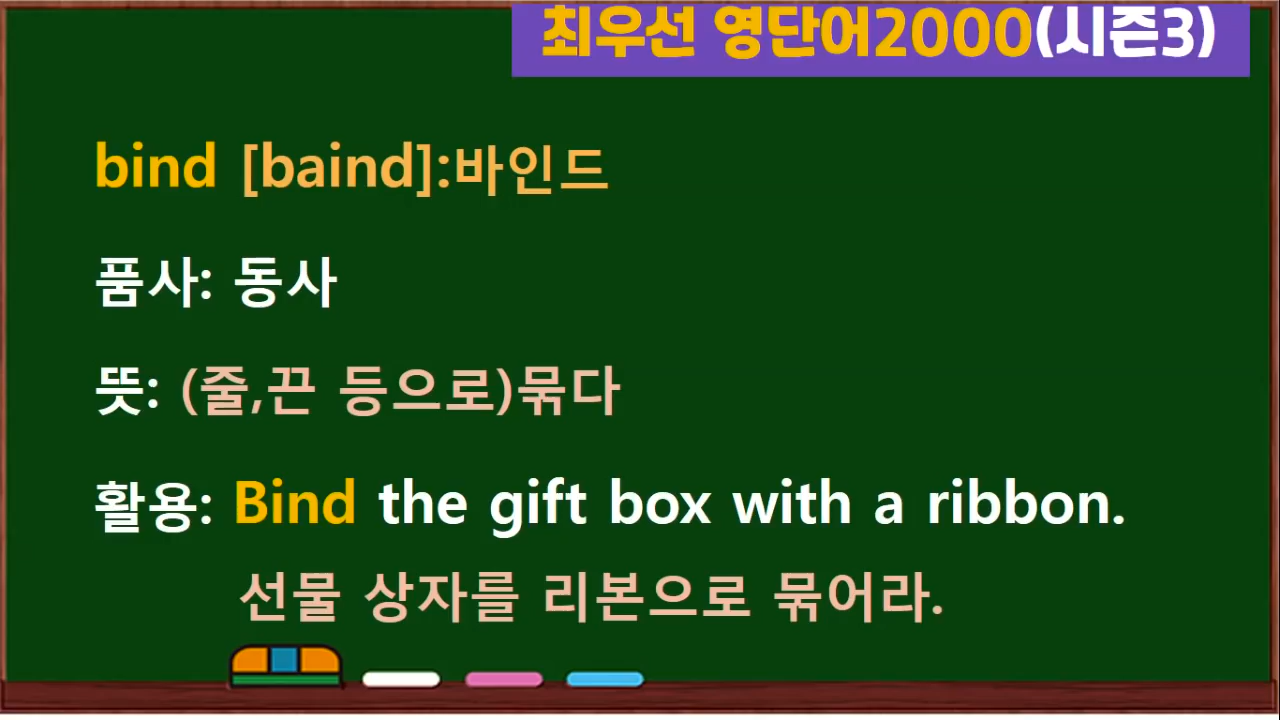 최우선 영단어2000(시즌3)
bind [baind]:바인드
품사: 동사
뜻: (줄,끈 등으로)묶다
활용: Bind the gift box with a ribbon.
선물 상자를 리본으로 묶어라.